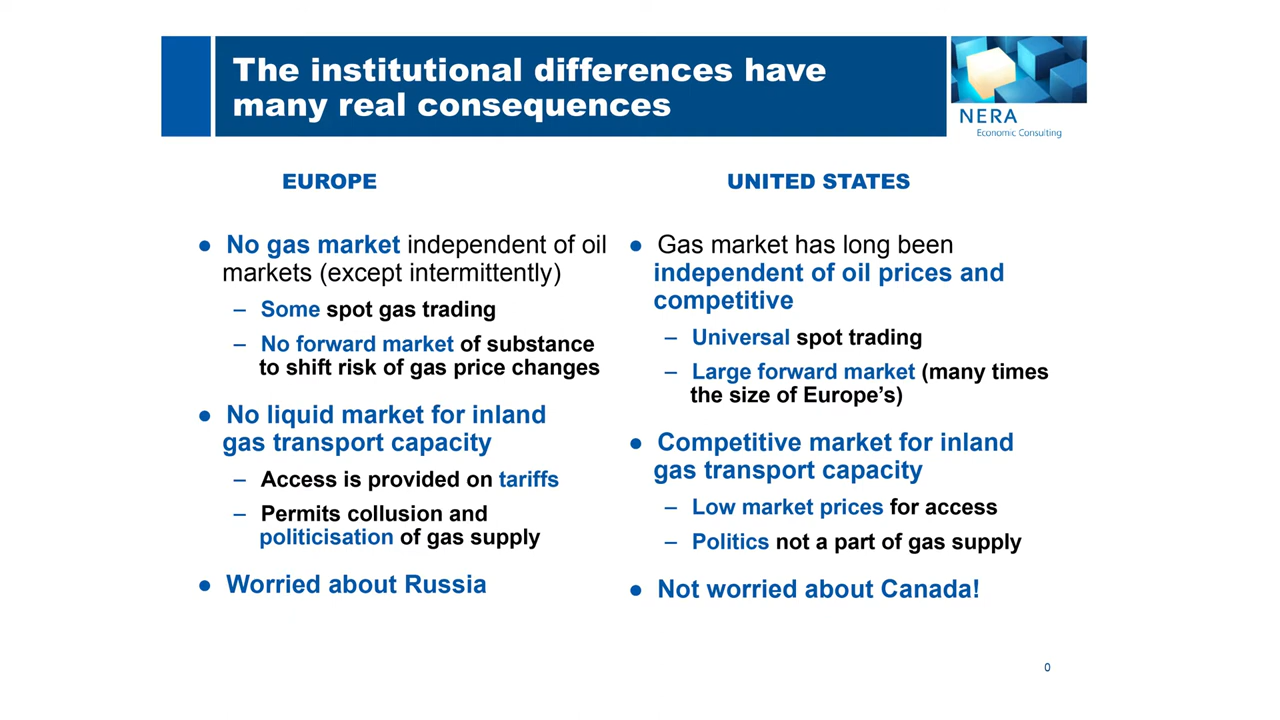 The institutional differences have
many real consequences
NERA
Economic Consulting
EUROPE
● No gas market independent of oil
markets (except intermittently)
– Some spot gas trading
– No forward market of substance
to shift risk of gas price changes
● No liquid market for inland
gas transport capacity
– Access is provided on tariffs
– Permits collusion and
politicisation of gas supply
● Worried about Russia
UNITED STATES
● Gas market has long been
independent of oil prices and
competitive
– Universal spot trading
– Large forward market (many times
the size of Europe’s)
● Competitive market for inland
gas transport capacity
– Low market prices for access
– Politics not a part of gas supply
● Not worried about Canada!
0